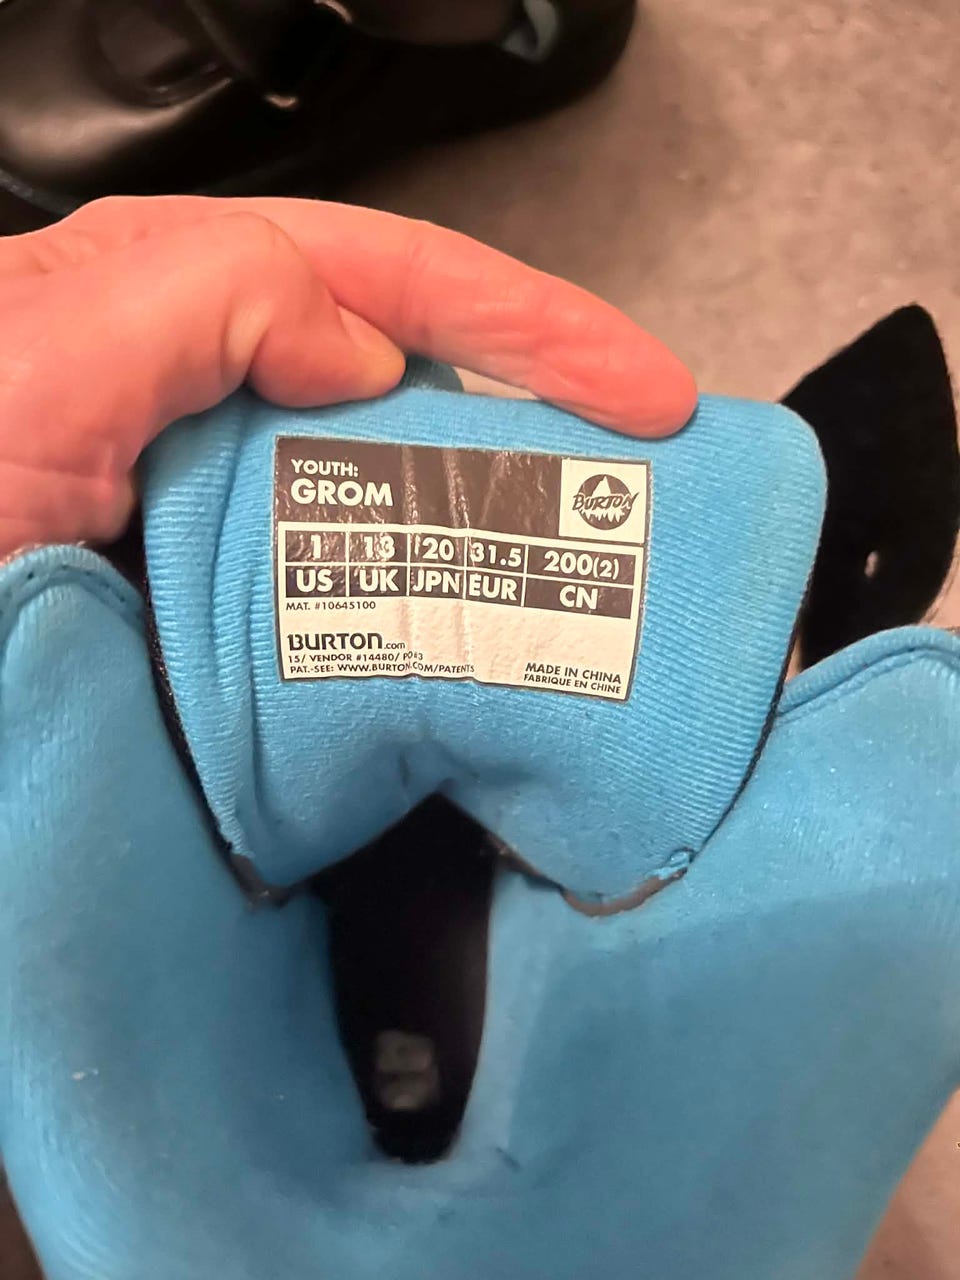 YOUTH:
GROM
BURTON
1 13 20 31.5 200(2)
US UK JPN EUR CN
MAT. #10645100
BURTON.com
15/ VENDOR #14480/ PO#3
PAT.-SEE: WWW.BURTON.COM/PATENTS
MADE IN CHINA
FABRIQUE EN CHINE